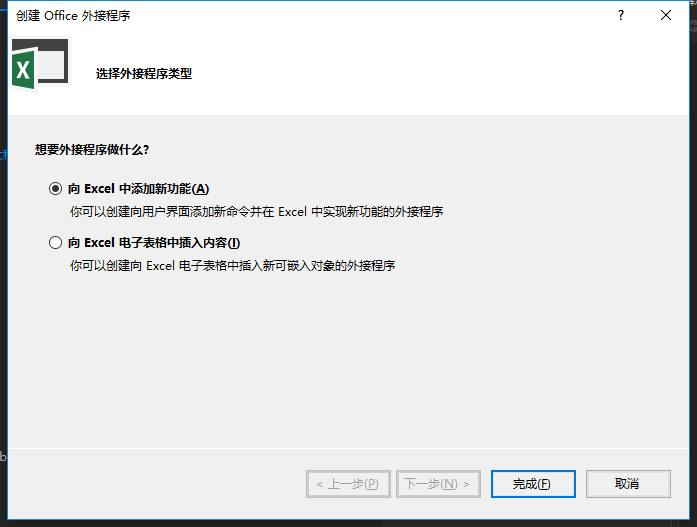 创建 Office 外接程序
?
X
选择外接程序类型
想要外接程序做什么?
向 Excel 中添加新功能(A)
你可以创建向用户界面添加新命令并在 Excel 中实现新功能的外接程序
向 Excel 电子表格中插入内容(I)
你可以创建向 Excel 电子表格中插入新可嵌入对象的外接程序
< 上一步(P)
下一步(N) >
完成(F)
取消